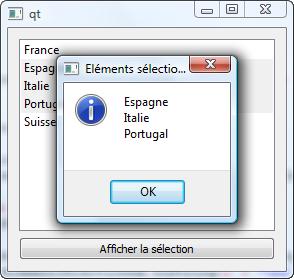 qt
France
Espag
Italie
Portug
Suisse
Eléments sélectio...
Espagne
Italie
Portugal
OK
Afficher la sélection